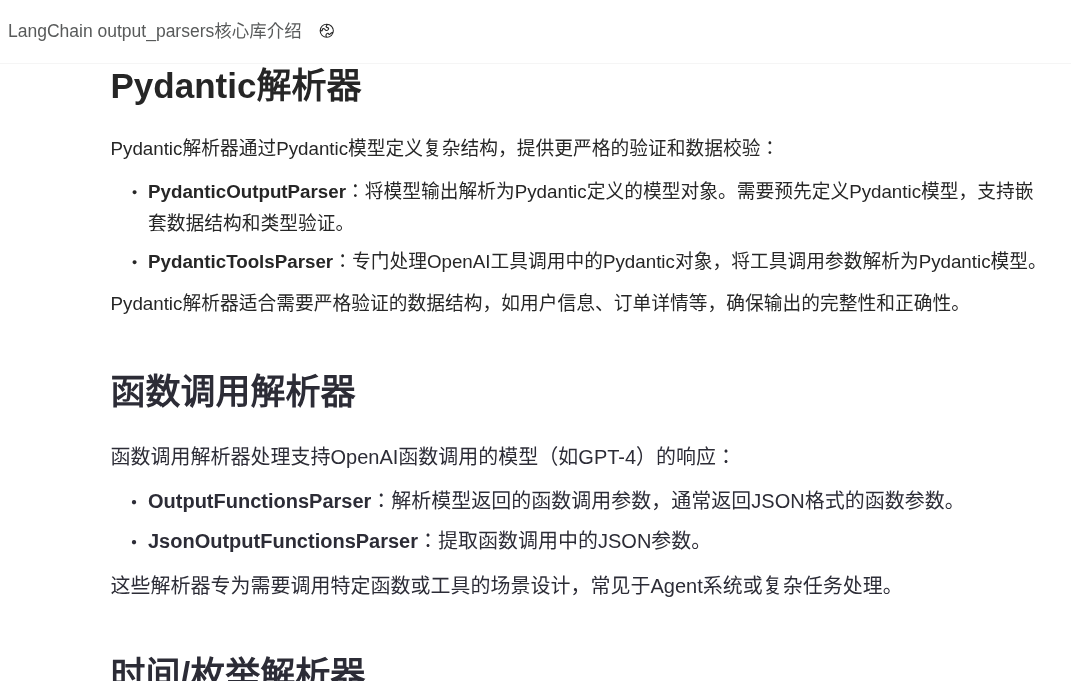 LangChain output_parsers核心库介绍
Pydantic解析器
Pydantic解析器通过Pydantic模型定义复杂结构，提供更严格的验证和数据校验：
• PydanticOutputParser：将模型输出解析为Pydantic定义的模型对象。需要预先定义Pydantic模型，支持嵌
套数据结构和类型验证。
• PydanticToolsParser：专门处理OpenAI工具调用中的Pydantic对象，将工具调用参数解析为Pydantic模型。
Pydantic解析器适合需要严格验证的数据结构，如用户信息、订单详情等，确保输出的完整性和正确性。
函数调用解析器
函数调用解析器处理支持OpenAI函数调用的模型（如GPT-4）的响应：
• OutputFunctionsParser：解析模型返回的函数调用参数，通常返回JSON格式的函数参数。
• JsonOutputFunctionsParser：提取函数调用中的JSON参数。
这些解析器专为需要调用特定函数或工具的场景设计，常见于Agent系统或复杂任务处理。
时间/枚举解析器